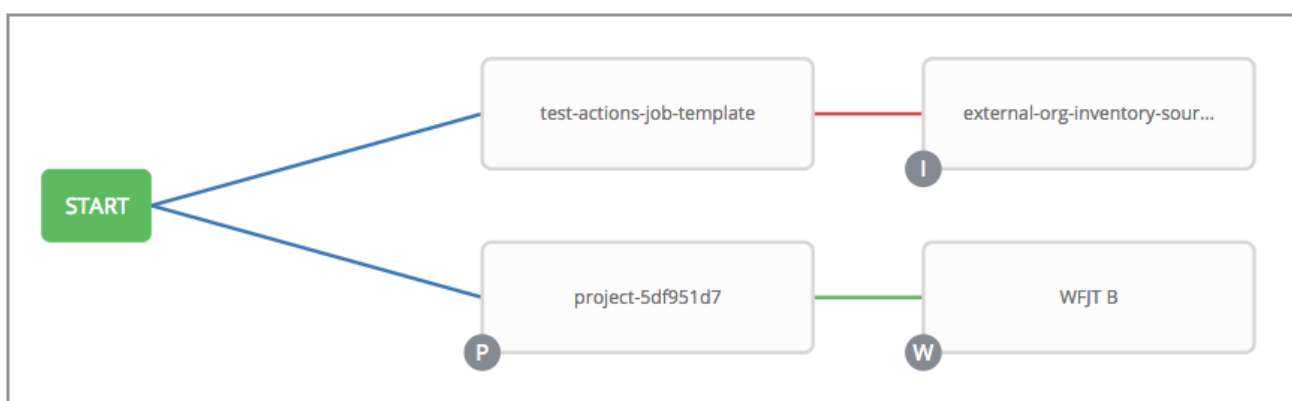 test-actions-job-template
external-org-inventory-sour...
I
START
project-5df951d7
WFJT B
P
W